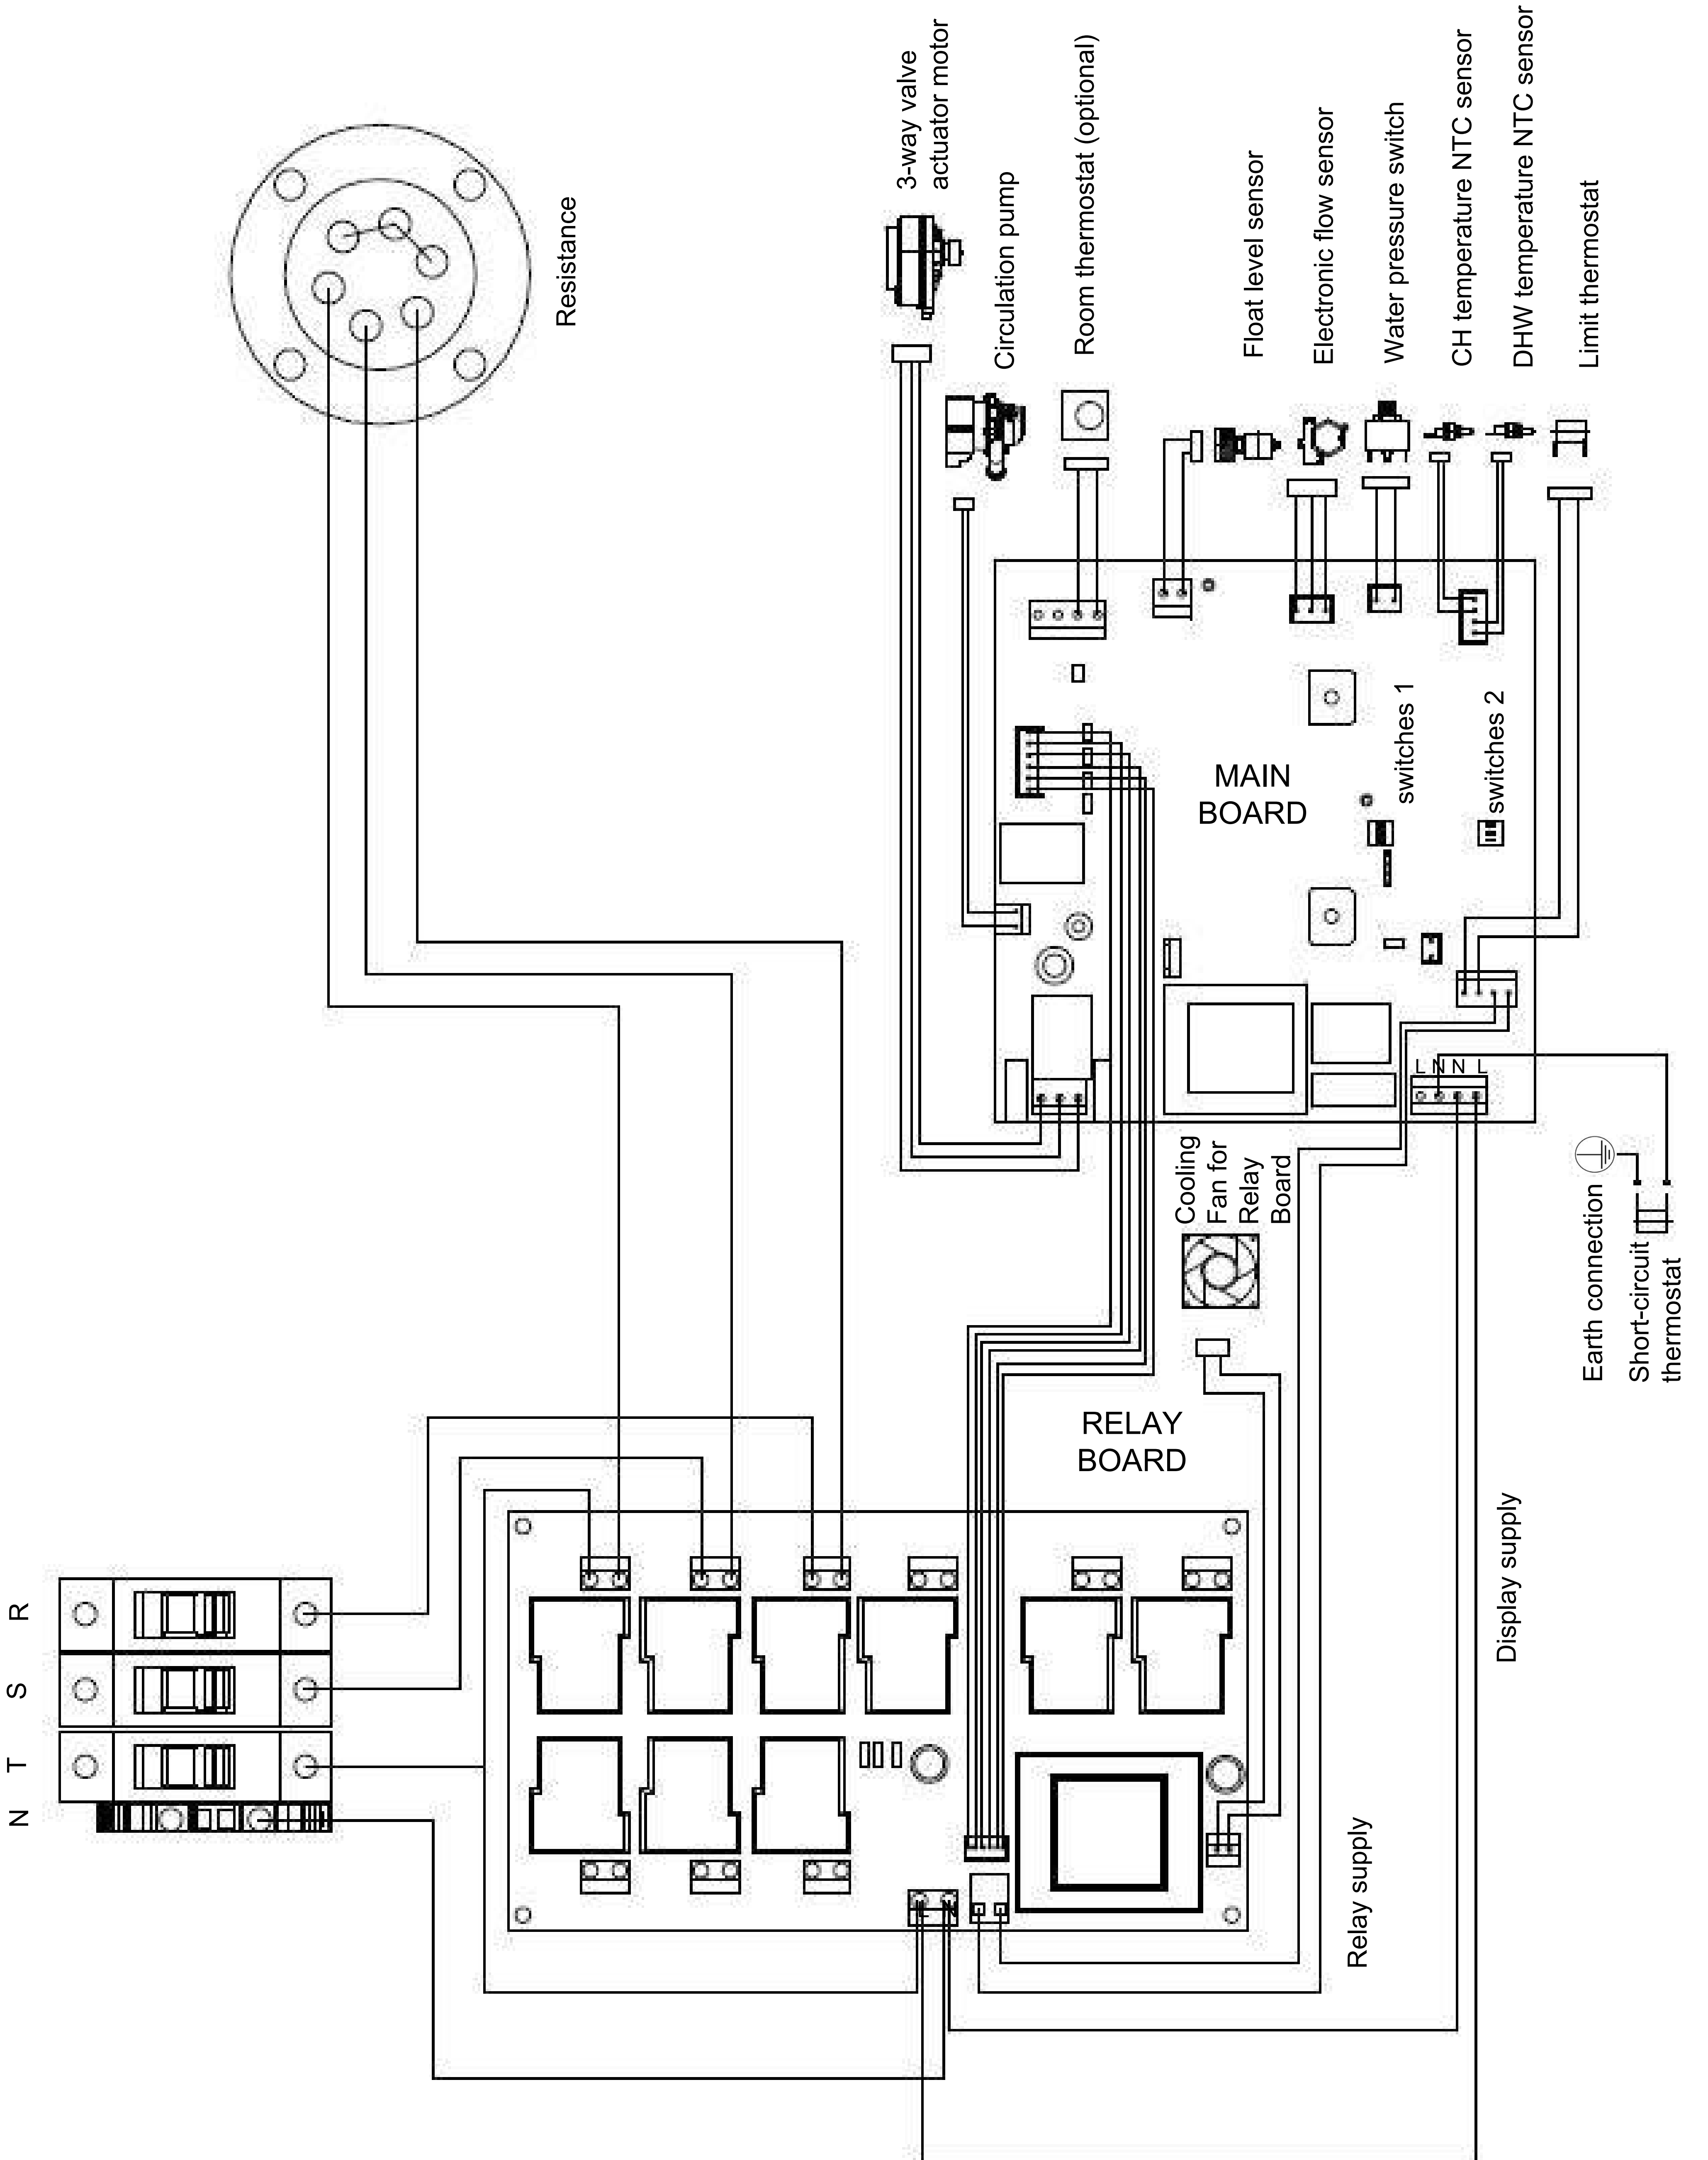 3-way valve
actuator motor
Circulation pump
Room thermostat (optional)
Float level sensor
Electronic flow sensor
Water pressure switch
CH temperature NTC sensor
DHW temperature NTC sensor
Limit thermostat
Resistance
MAIN
BOARD
switches 1
switches 2
L N N L
Cooling
Fan for
Relay
Board
Earth connection
Short-circuit
thermostat
RELAY
BOARD
Display supply
Relay supply
R
S
T
N